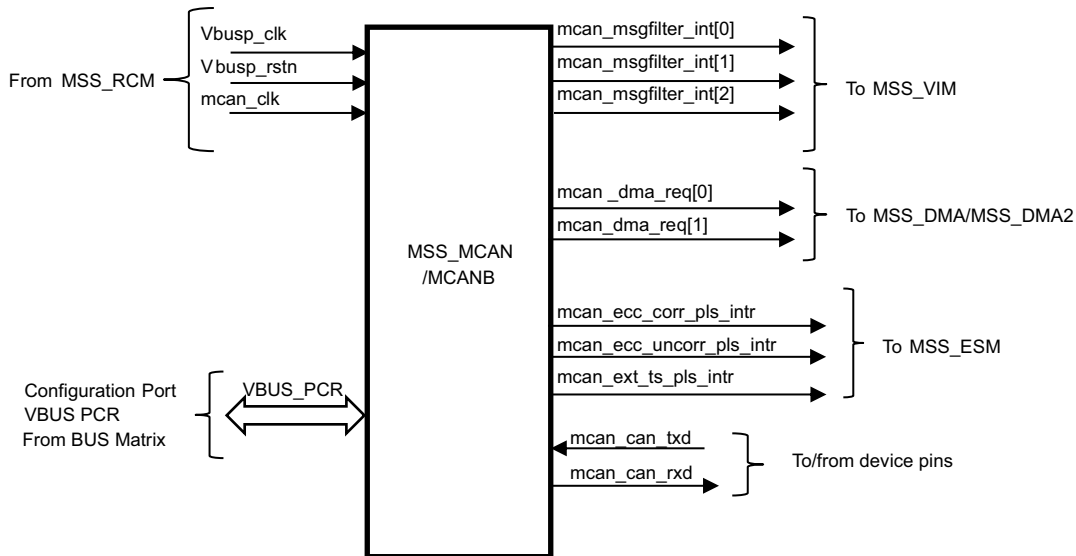 Vbusp_clk
Vbusp_rstn
mcan_clk
From MSS_RCM
mcan_msgfilter_int[0]
mcan_msgfilter_int[1]
mcan_msgfilter_int[2]
To MSS_VIM
mcan _dma_req[0]
mcan_dma_req[1]
To MSS_DMA/MSS_DMA2
MSS_MCAN
/MCANB
mcan_ecc_corr_pls_intr
mcan_ecc_uncorr_pls_intr
mcan_ext_ts_pls_intr
To MSS_ESM
Configuration Port
VBUS PCR
From BUS Matrix
VBUS_PCR
mcan_can_txd
mcan_can_rxd
To/from device pins